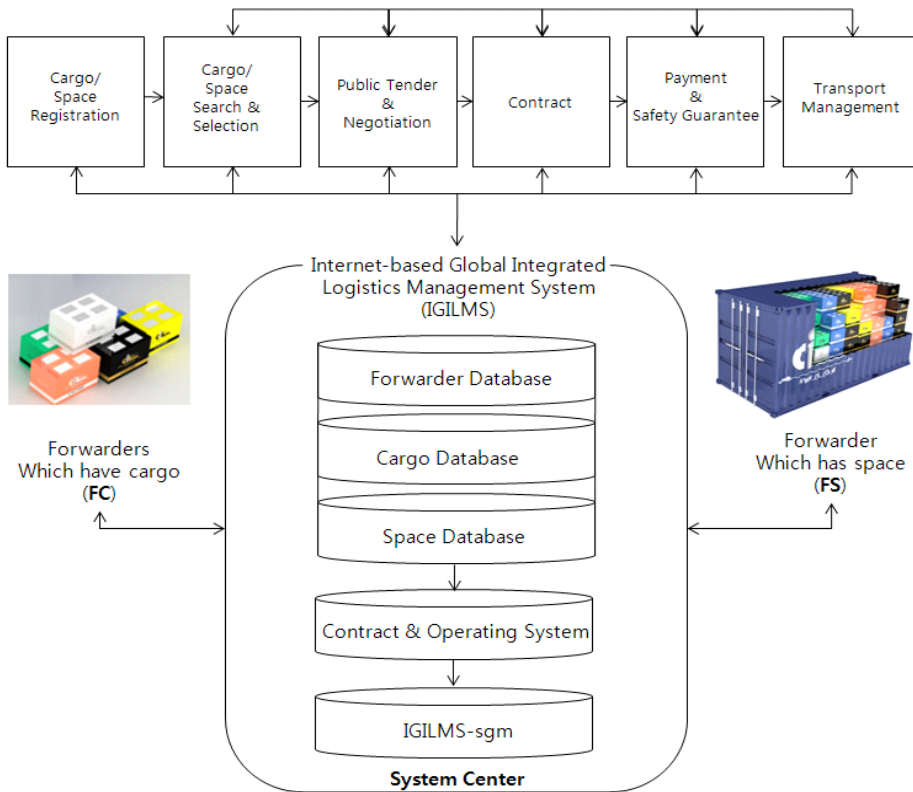 Cargo/
Space
Registration
Cargo/
Space
Search &
Selection
Public Tender
&
Negotiation
Contract
Payment
&
Safety Guarantee
Transport
Management
Internet-based Global Integrated
Logistics Management System
(IGILMS)
Forwarder Database
Cargo Database
Space Database
Contract & Operating System
IGILMS-sgm
System Center
Forwarders
Which have cargo
(FC)
Forwarder
Which has space
(FS)